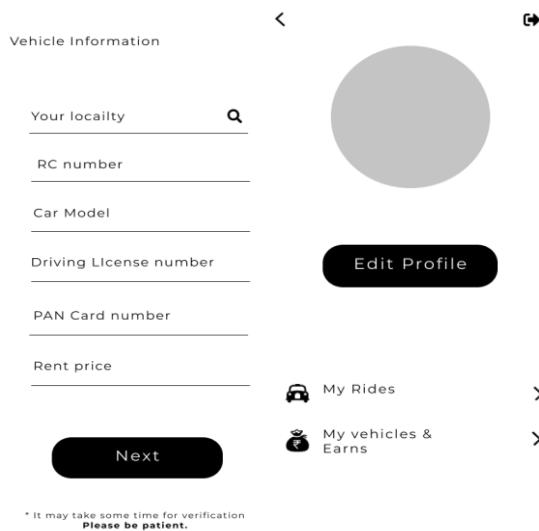 Vehicle Information
Your locailty
RC number
Car Model
Driving LIcense number
PAN Card number
Rent price
Next
* It may take some time for verification
Please be patient.
Edit Profile
My Rides
My vehicles &
Earns